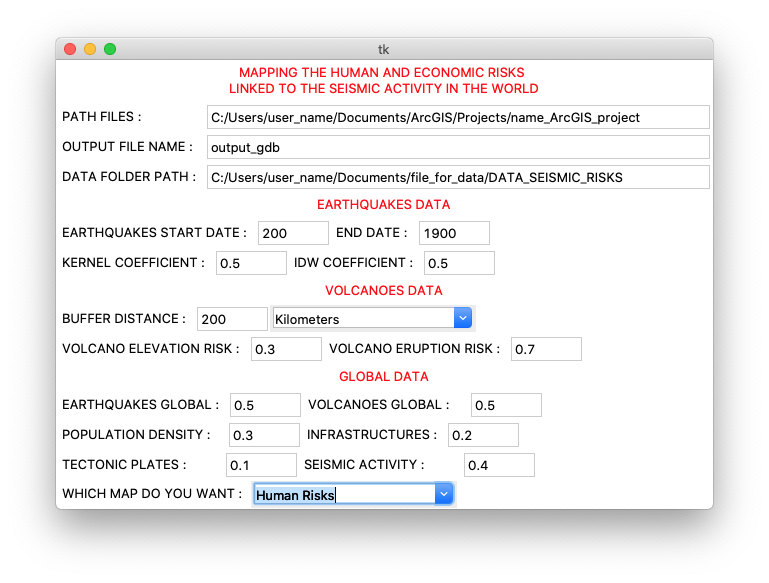 tk
MAPPING THE HUMAN AND ECONOMIC RISKS
LINKED TO THE SEISMIC ACTIVITY IN THE WORLD
PATH FILES : C:/Users/user_name/Documents/ArcGIS/Projects/name_ArcGIS_project
OUTPUT FILE NAME : output_gdb
DATA FOLDER PATH : C:/Users/user_name/Documents/file_for_data/DATA_SEISMIC_RISKS
EARTHQUAKES DATA
EARTHQUAKES START DATE : 200 END DATE : 1900
KERNEL COEFFICIENT : 0.5 IDW COEFFICIENT : 0.5
VOLCANOES DATA
BUFFER DISTANCE : 200 Kilometers
VOLCANO ELEVATION RISK : 0.3 VOLCANO ERUPTION RISK : 0.7
GLOBAL DATA
EARTHQUAKES GLOBAL : 0.5 VOLCANOES GLOBAL : 0.5
POPULATION DENSITY : 0.3 INFRASTRUCTURES : 0.2
TECTONIC PLATES : 0.1 SEISMIC ACTIVITY : 0.4
WHICH MAP DO YOU WANT : Human Risks